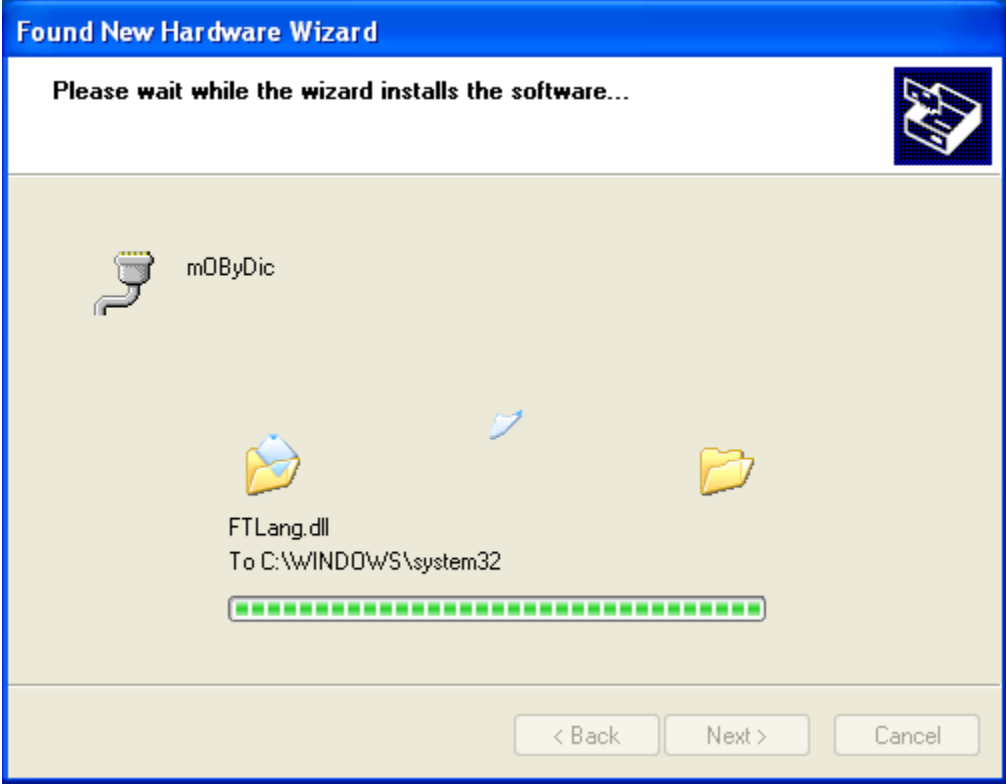 Found New Hardware Wizard
Please wait while the wizard installs the software...
mOByDic
FTLang.dll
To C:\WINDOWS\system32
< Back
Next >
Cancel